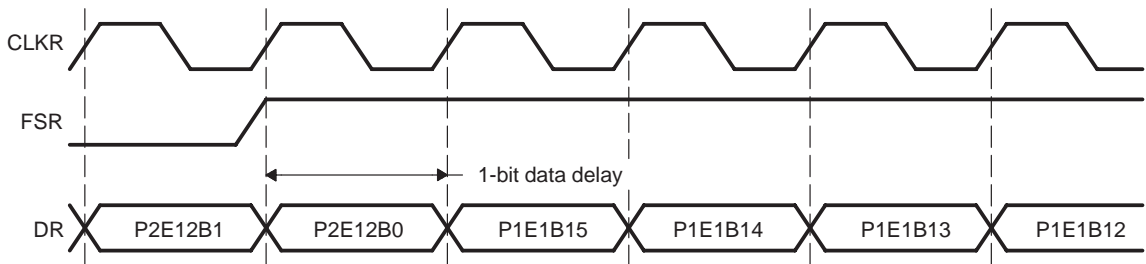 CLKR
FSR
1-bit data delay
DR P2E12B1 P2E12B0 P1E1B15 P1E1B14 P1E1B13 P1E1B12